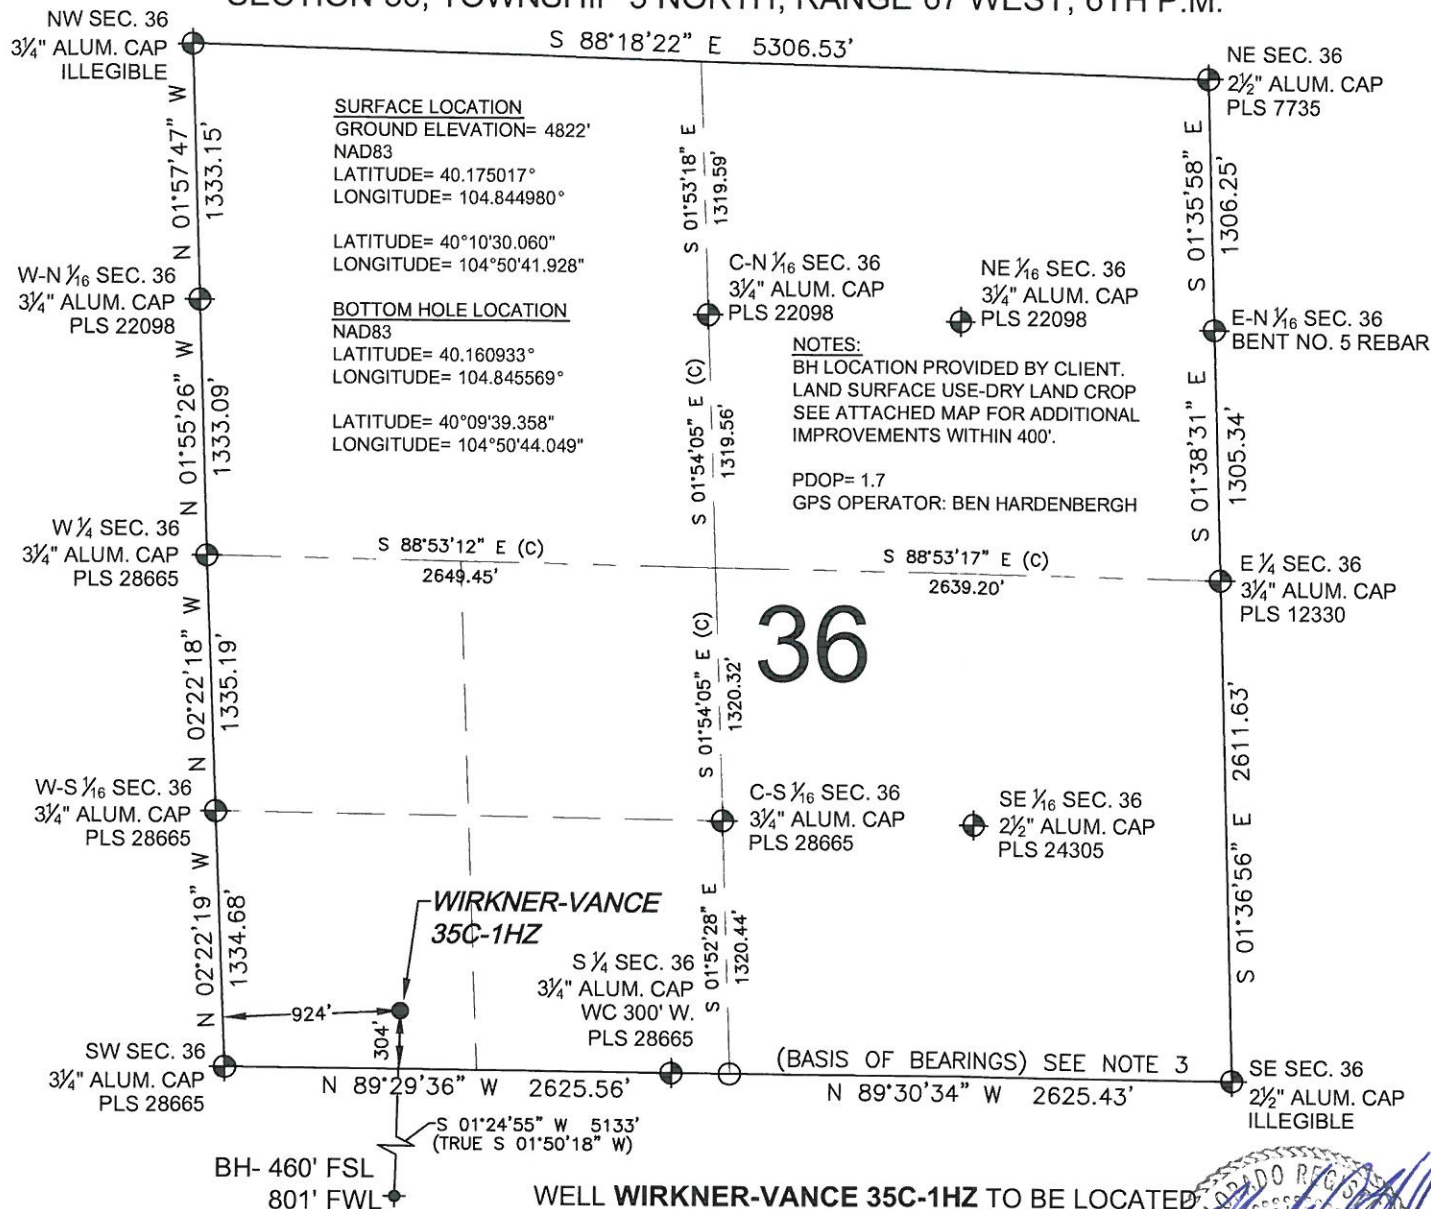 SECTION 36, TOWNSHIP 3 NORTH, RANGE 67 WEST, 6TH P.M.
NW SEC. 36
3¼" ALUM. CAP
ILLEGIBLE
S 88°18'22" E 5306.53'
NE SEC. 36
2½" ALUM. CAP
PLS 7735
N 01°57'47" W
1333.15'
SURFACE LOCATION
GROUND ELEVATION= 4822'
NAD83
LATITUDE= 40.175017°
LONGITUDE= 104.844980°
LATITUDE= 40°10'30.060"
LONGITUDE= 104°50'41.928"
BOTTOM HOLE LOCATION
NAD83
LATITUDE= 40.160933°
LONGITUDE= 104.845569°
LATITUDE= 40°09'39.358"
LONGITUDE= 104°50'44.049"
S 01°53'18" E
1319.59'
S 01°35'58" E
1306.25'
W-N 1/16 SEC. 36
3¼" ALUM. CAP
PLS 22098
C-N 1/16 SEC. 36
3¼" ALUM. CAP
PLS 22098
NE 1/16 SEC. 36
3¼" ALUM. CAP
PLS 22098
E-N 1/16 SEC. 36
BENT NO. 5 REBAR
NOTES:
BH LOCATION PROVIDED BY CLIENT.
LAND SURFACE USE-DRY LAND CROP
SEE ATTACHED MAP FOR ADDITIONAL
IMPROVEMENTS WITHIN 400'.
PDOP= 1.7
GPS OPERATOR: BEN HARDENBERGH
N 01°55'26" W
1333.09'
S 01°54'05" E (C)
1319.56'
S 01°38'31" E
1305.34'
W ¼ SEC. 36
3¼" ALUM. CAP
PLS 28665
S 88°53'12" E (C)
2649.45'
S 88°53'17" E (C)
2639.20'
E ¼ SEC. 36
3¼" ALUM. CAP
PLS 12330
36
N 02°22'18" W
1335.19'
S 01°54'05" E (C)
1320.32'
S 01°36'56" E 2611.63'
W-S 1/16 SEC. 36
3¼" ALUM. CAP
PLS 28665
C-S 1/16 SEC. 36
3¼" ALUM. CAP
PLS 28665
SE 1/16 SEC. 36
2½" ALUM. CAP
PLS 24305
N 02°22'19" W
1334.68'
WIRKNER-VANCE
35C-1HZ
S 01°52'28" E
1320.44'
S ¼ SEC. 36
3¼" ALUM. CAP
WC 300' W.
PLS 28665
924'
304'
SW SEC. 36
3¼" ALUM. CAP
PLS 28665
N 89°29'36" W 2625.56'
(BASIS OF BEARINGS) SEE NOTE 3
N 89°30'34" W 2625.43'
SE SEC. 36
2½" ALUM. CAP
ILLEGIBLE
S 01°24'55" W 5133'
(TRUE S 01°50'18" W)
BH- 460' FSL
801' FWL
WELL WIRKNER-VANCE 35C-1HZ TO BE LOCATED